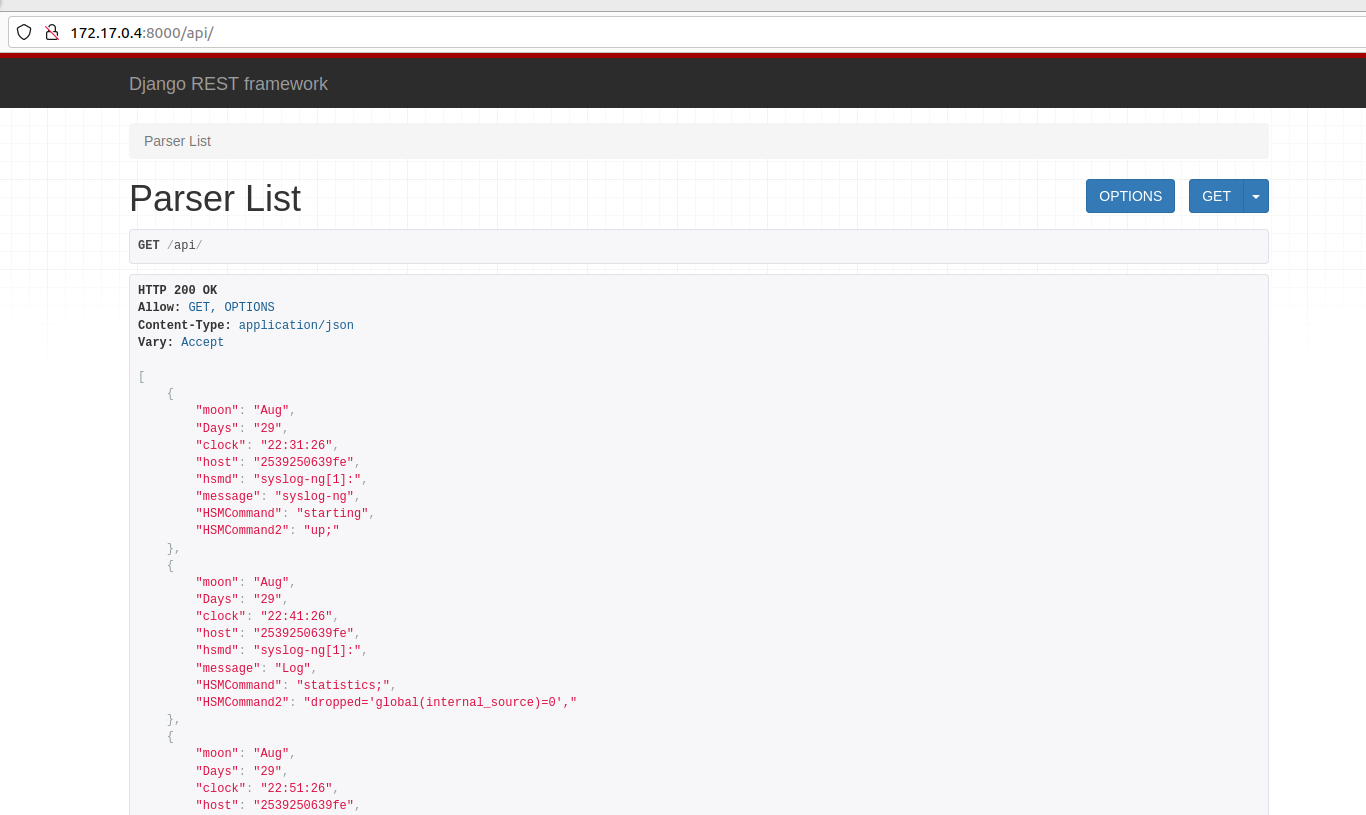 172.17.0.4:8000/api/
Django REST framework
Parser List
Parser List
OPTIONS
GET
GET /api/
HTTP 200 OK
Allow: GET, OPTIONS
Content-Type: application/json
Vary: Accept
[
    {
        "moon": "Aug",
        "Days": "29",
        "clock": "22:31:26",
        "host": "2539250639fe",
        "hsmd": "syslog-ng[1]:",
        "message": "syslog-ng",
        "HSMCommand": "starting",
        "HSMCommand2": "up;"
    },
    {
        "moon": "Aug",
        "Days": "29",
        "clock": "22:41:26",
        "host": "2539250639fe",
        "hsmd": "syslog-ng[1]:",
        "message": "Log",
        "HSMCommand": "statistics;",
        "HSMCommand2": "dropped='global(internal_source)=0',"
    },
    {
        "moon": "Aug",
        "Days": "29",
        "clock": "22:51:26",
        "host": "2539250639fe",